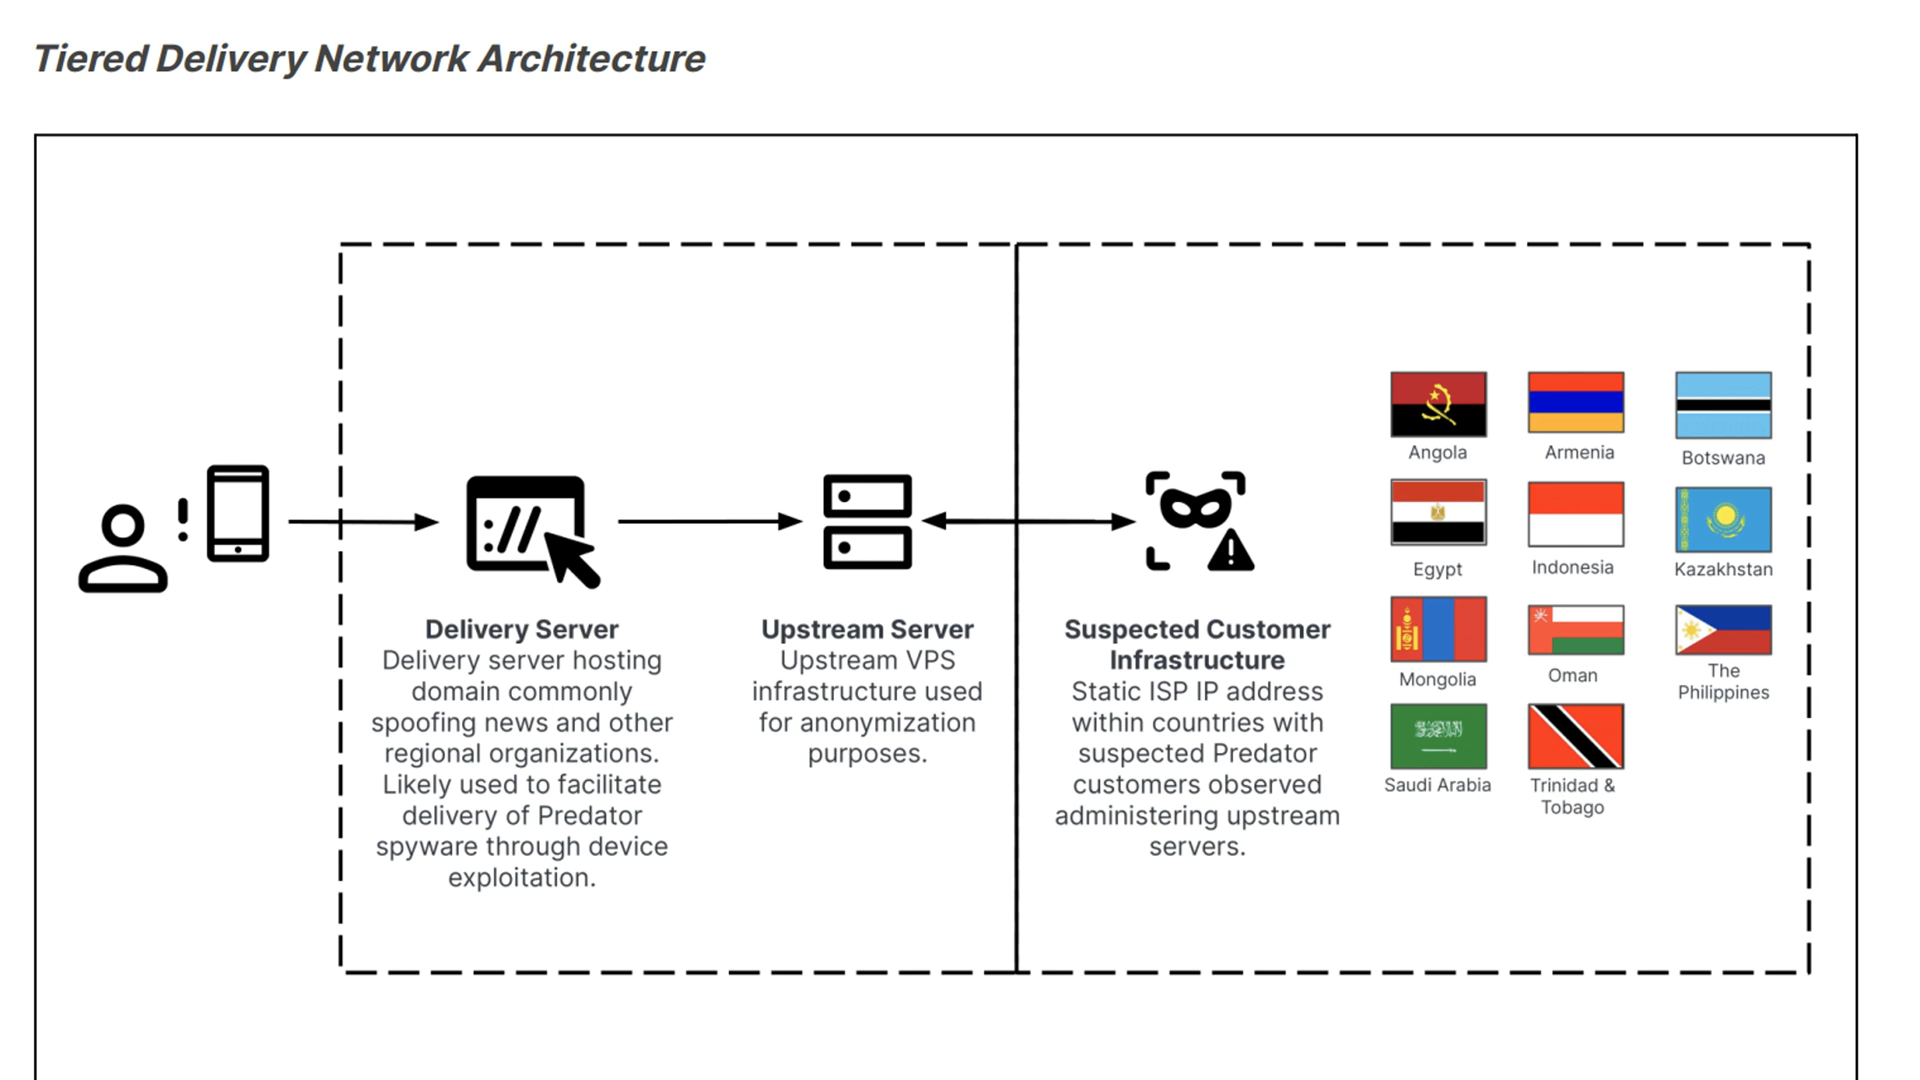 Tiered Delivery Network Architecture
Delivery Server
Delivery server hosting
domain commonly
spoofing news and other
regional organizations.
Likely used to facilitate
delivery of Predator
spyware through device
exploitation.
Upstream Server
Upstream VPS
infrastructure used
for anonymization
purposes.
Suspected Customer
Infrastructure
Static ISP IP address
within countries with
suspected Predator
customers observed
administering upstream
servers.
Angola
Armenia
Botswana
Egypt
Indonesia
Kazakhstan
Mongolia
Oman
The
Philippines
Saudi Arabia
Trinidad &
Tobago